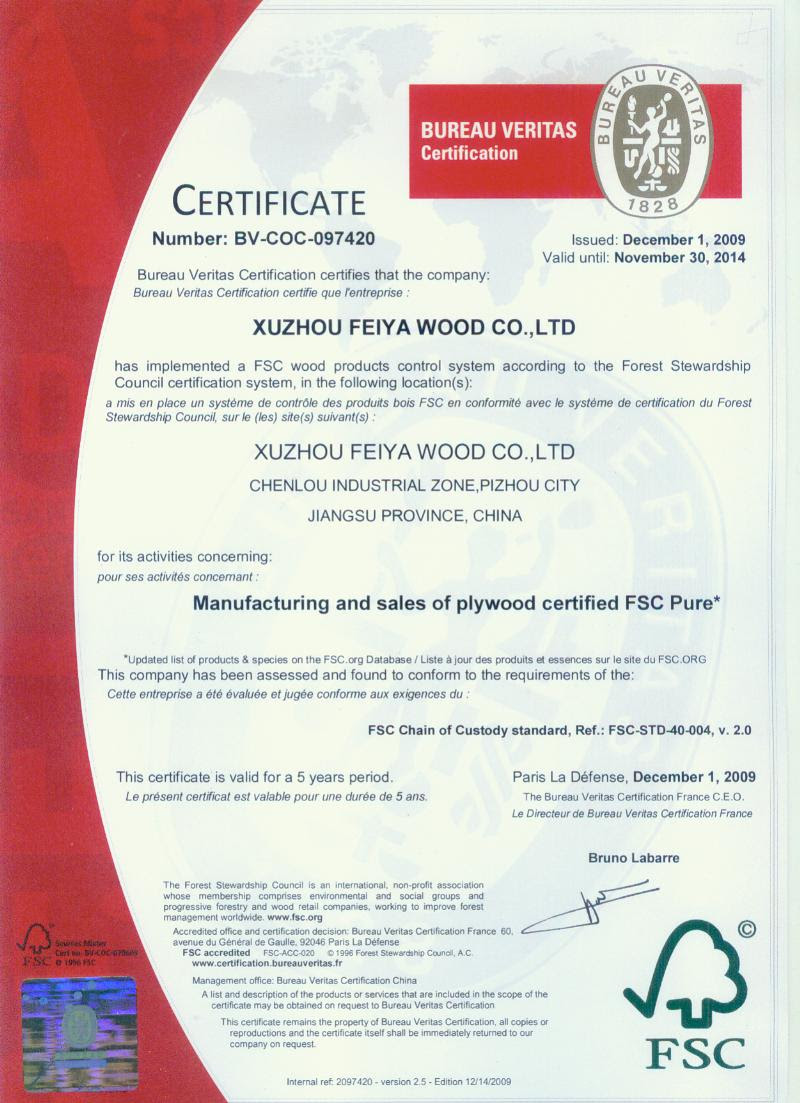 BUREAU VERITAS
Certification
BUREAU VERITAS
1828
CERTIFICATE
Number: BV-COC-097420
Issued: December 1, 2009
Valid until: November 30, 2014
Bureau Veritas Certification certifies that the company:
Bureau Veritas Certification certifie que l'entreprise :
XUZHOU FEIYA WOOD CO.,LTD
has implemented a FSC wood products control system according to the Forest Stewardship
Council certification system, in the following location(s):
a mis en place un systéme de contrôle des produits bois FSC en conformité avec le systéme de certification du Forest
Stewardship Council, sur le (les) site(s) suivant(s) :
XUZHOU FEIYA WOOD CO.,LTD
CHENLOU INDUSTRIAL ZONE,PIZHOU CITY
JIANGSU PROVINCE, CHINA
for its activities concerning:
pour ses activités concernant :
Manufacturing and sales of plywood certified FSC Pure*
*Updated list of products & species on the FSC.org Database / Liste à jour des produits et essences sur le site du FSC.ORG
This company has been assessed and found to conform to the requirements of the:
Cette entreprise a été évaluée et jugée conforme aux exigences du :
FSC Chain of Custody standard, Ref.: FSC-STD-40-004, v. 2.0
This certificate is valid for a 5 years period.
Le présent certificat est valable pour une durée de 5 ans.
Paris La Défense, December 1, 2009
The Bureau Veritas Certification France C.E.O.
Le Directeur de Bureau Veritas Certification France
Bruno Labarre
The Forest Stewardship Council is an international, non-profit association
whose membership comprises environmental and social groups and
progressive forestry and wood retail companies, working to improve forest
management worldwide. www.fsc.org
Accredited office and certification decision: Bureau Veritas Certification France 60,
avenue du Général de Gaulle, 92046 Paris La Défense
FSC accredited FSC-ACC-020 © 1996 Forest Stewardship Council, A.C.
www.certification.bureauveritas.fr
Management office: Bureau Veritas Certification China
A list and description of the products or services that are included in the scope of the
certificate may be obtained on request to Bureau Veritas Certification
This certificate remains the property of Bureau Veritas Certification, all copies or
reproductions and the certificate itself shall be immediately returned to our
company on request.
Sources Mixtes
Cert no.
FSC © 1996 FSC
©
FSC
Internal ref: 2097420 - version 2.5 - Edition 12/14/2009